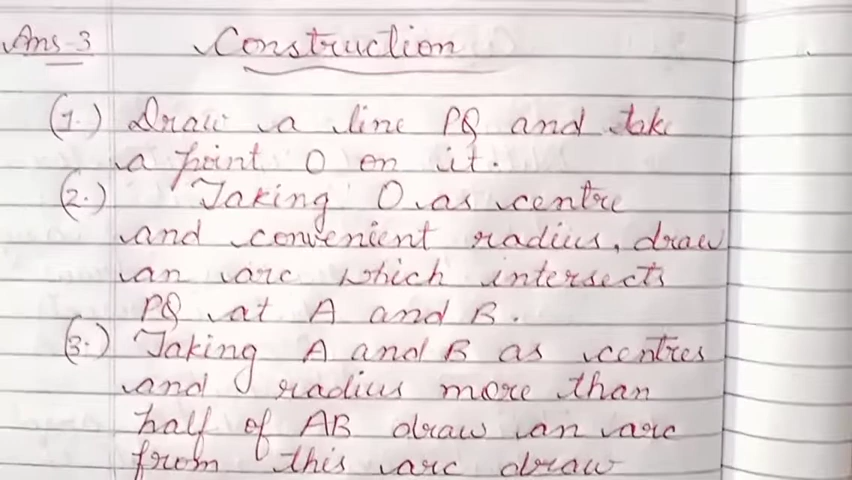 Ans-3 Construction
(1.) Draw a line PQ and take
a point O on it.
(2.) Taking O as centre
and convenient radius, draw
an arc which intersects
PQ at A and B.
(3.) Taking A and B as centres
and radius more than
half of AB draw an arc
from this arc draw